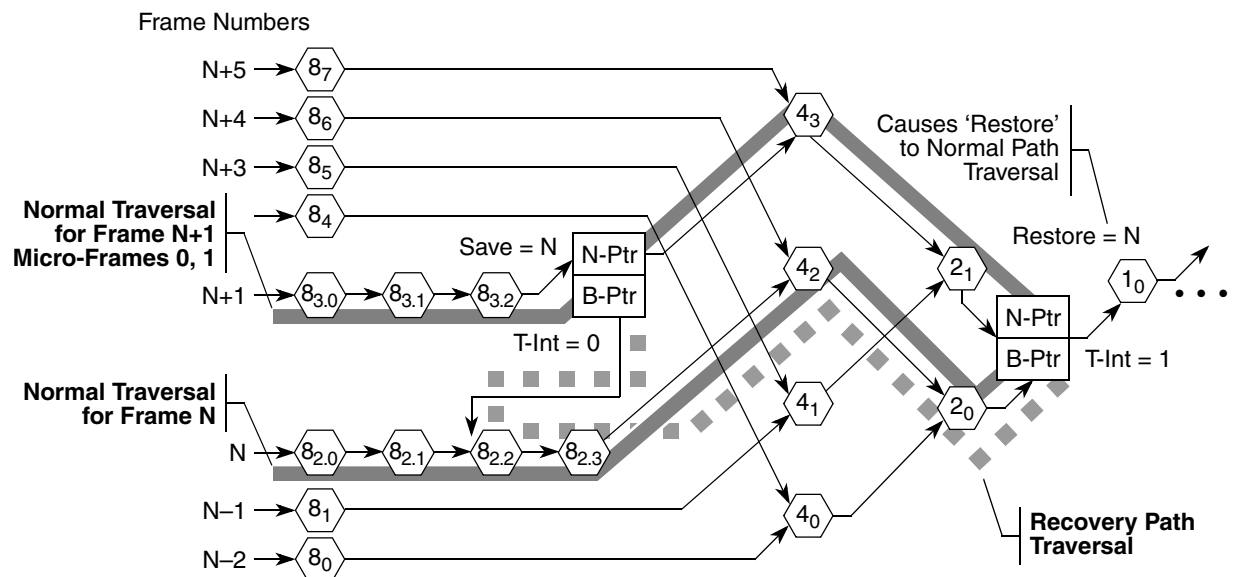 Frame Numbers
N+5
8₇
N+4
8₆
4₃
Causes ‘Restore’
to Normal Path
Traversal
N+3
8₅
Normal Traversal
for Frame N+1
Micro-Frames 0, 1
8₄
Save = N
N-Ptr
B-Ptr
Restore = N
4₂
2₁
1₀
N+1
8₃.₀
8₃.₁
8₃.₂
• • •
N-Ptr
B-Ptr
T-Int = 0
T-Int = 1
Normal Traversal
for Frame N
4₁
2₀
N
8₂.₀
8₂.₁
8₂.₂
8₂.₃
N–1
8₁
4₀
Recovery Path
Traversal
N–2
8₀